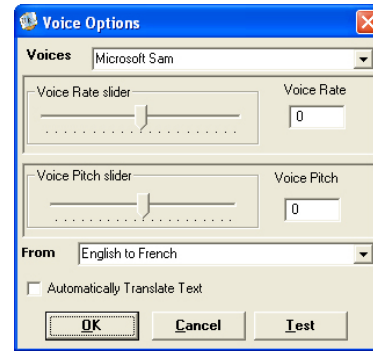 Voice Options
Voices Microsoft Sam
Voice Rate slider Voice Rate
0
Voice Pitch slider Voice Pitch
0
From English to French
Automatically Translate Text
OK Cancel Test